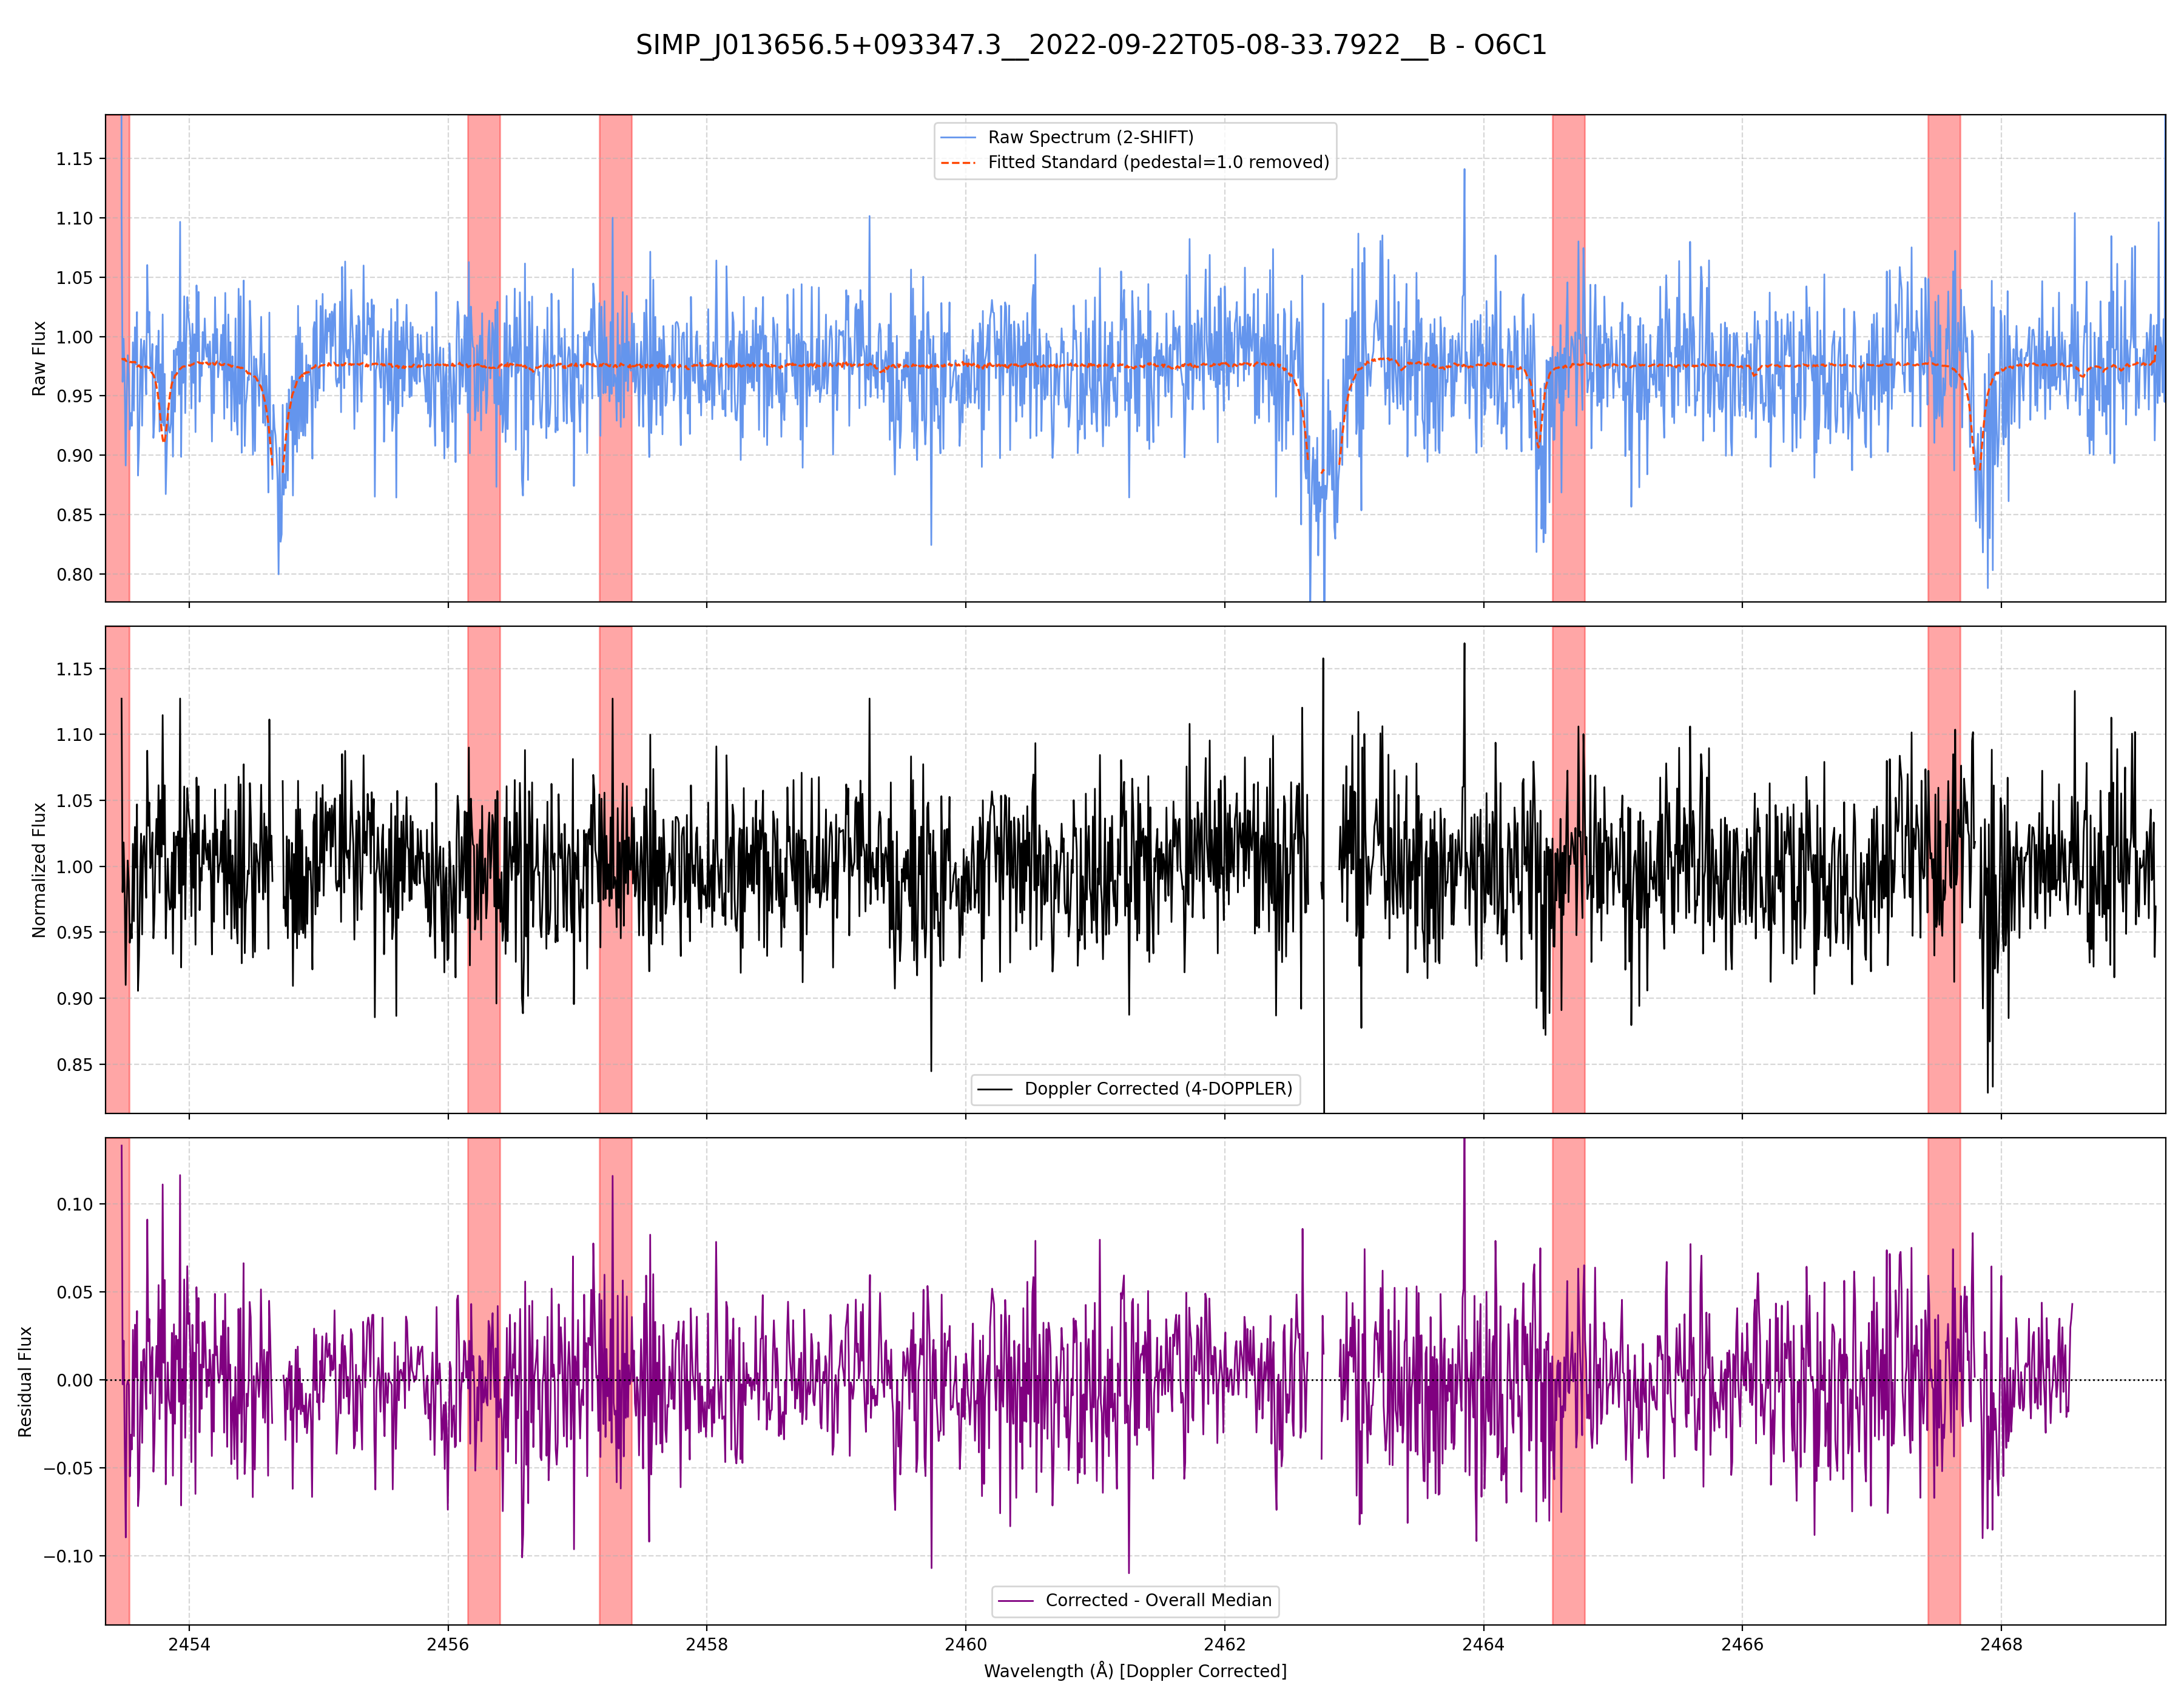 SIMP_J013656.5+093347.3__2022-09-22T05-08-33.7922__B - O6C1
Raw Spectrum (2-SHIFT)
Fitted Standard (pedestal=1.0 removed)
Raw Flux
1.15
1.10
1.05
1.00
0.95
0.90
0.85
0.80
Normalized Flux
1.15
1.10
1.05
1.00
0.95
0.90
0.85
Doppler Corrected (4-DOPPLER)
Residual Flux
0.10
0.05
0.00
−0.05
−0.10
Corrected - Overall Median
2454 2456 2458 2460 2462 2464 2466 2468
Wavelength (Å) [Doppler Corrected]